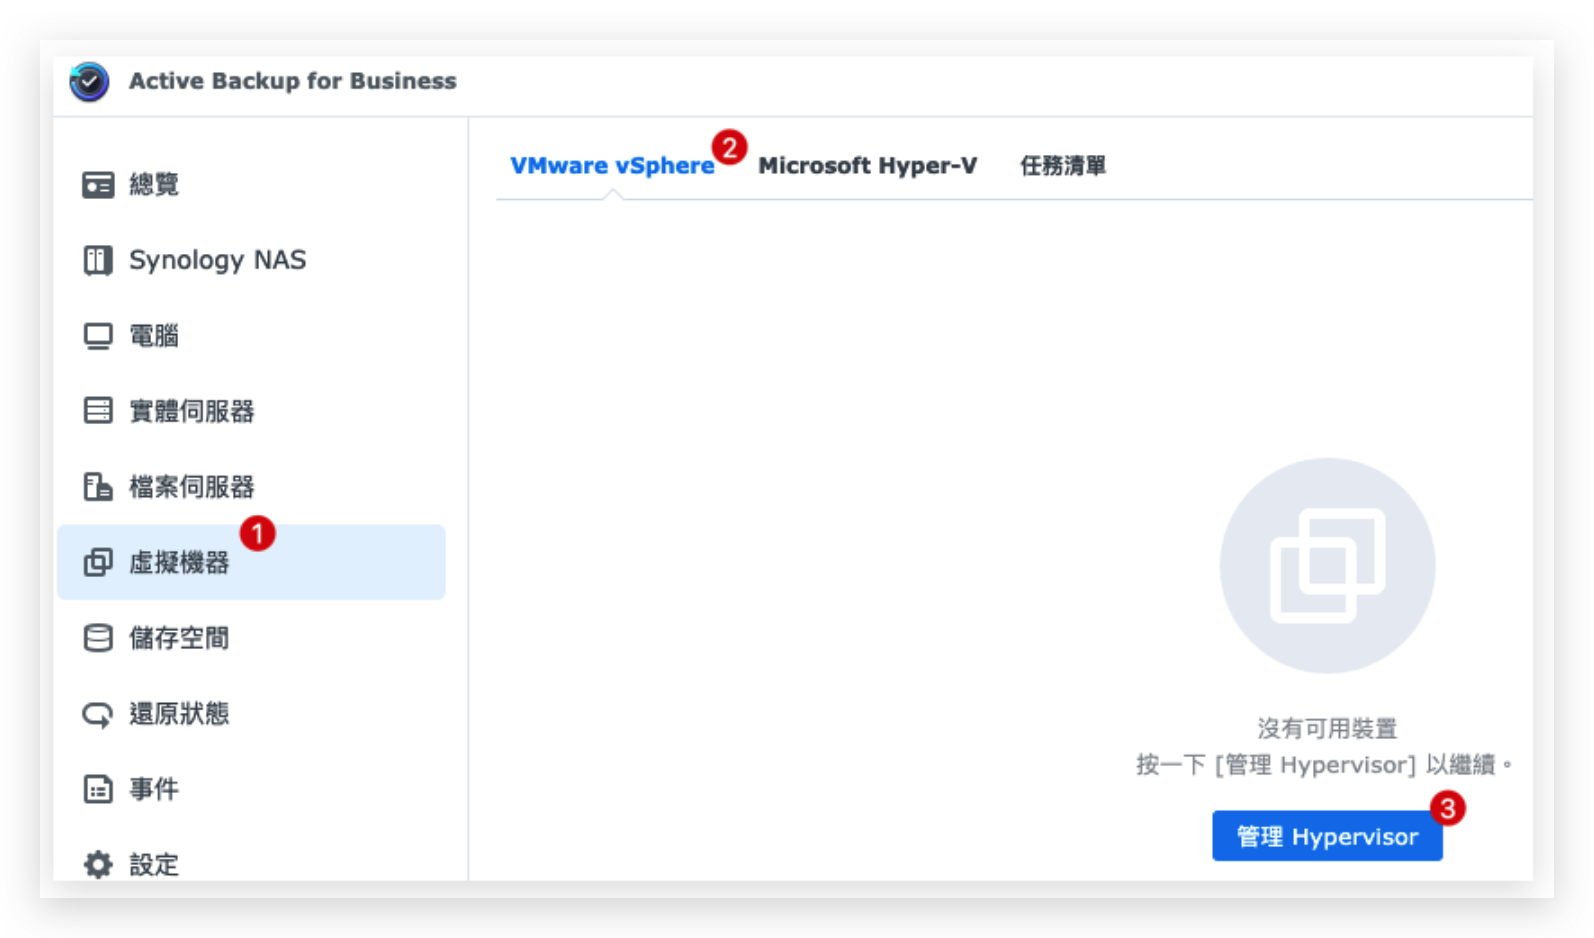 Active Backup for Business
總覽
Synology NAS
電腦
實體伺服器
檔案伺服器
1
虛擬機器
儲存空間
還原狀態
事件
設定
2
VMware vSphere Microsoft Hyper-V 任務清單
沒有可用裝置
按一下 [管理 Hypervisor] 以繼續。
3
管理 Hypervisor